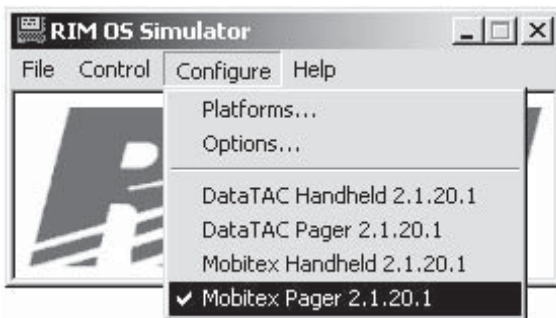 RIM OS Simulator
File Control Configure Help
Platforms...
Options...
DataTAC Handheld 2.1.20.1
DataTAC Pager 2.1.20.1
Mobitex Handheld 2.1.20.1
Mobitex Pager 2.1.20.1